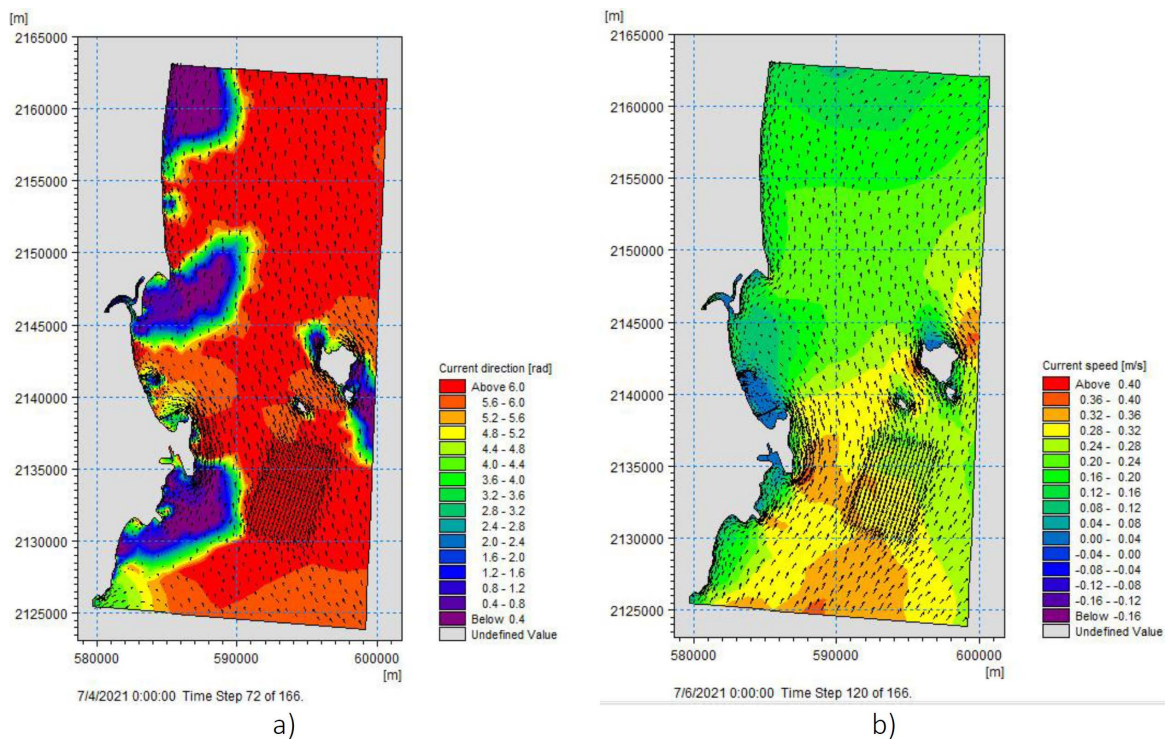 [m]
2165000
2160000
2155000
2150000
2145000
2140000
2135000
2130000
2125000
580000
590000
600000
[m]
Current direction [rad]
Above 6.0
5.6 - 6.0
5.2 - 5.6
4.8 - 5.2
4.4 - 4.8
4.0 - 4.4
3.6 - 4.0
3.2 - 3.6
2.8 - 3.2
2.4 - 2.8
2.0 - 2.4
1.6 - 2.0
1.2 - 1.6
0.8 - 1.2
0.4 - 0.8
Below 0.4
Undefined Value
7/4/2021 0:00:00 Time Step 72 of 166.
a)
[m]
2165000
2160000
2155000
2150000
2145000
2140000
2135000
2130000
2125000
580000
590000
600000
[m]
Current speed [m/s]
Above 0.40
0.36 - 0.40
0.32 - 0.36
0.28 - 0.32
0.24 - 0.28
0.20 - 0.24
0.16 - 0.20
0.12 - 0.16
0.08 - 0.12
0.04 - 0.08
0.00 - 0.04
-0.04 - 0.00
-0.08 - -0.04
-0.12 - -0.08
-0.16 - -0.12
Below -0.16
Undefined Value
7/6/2021 0:00:00 Time Step 120 of 166.
b)